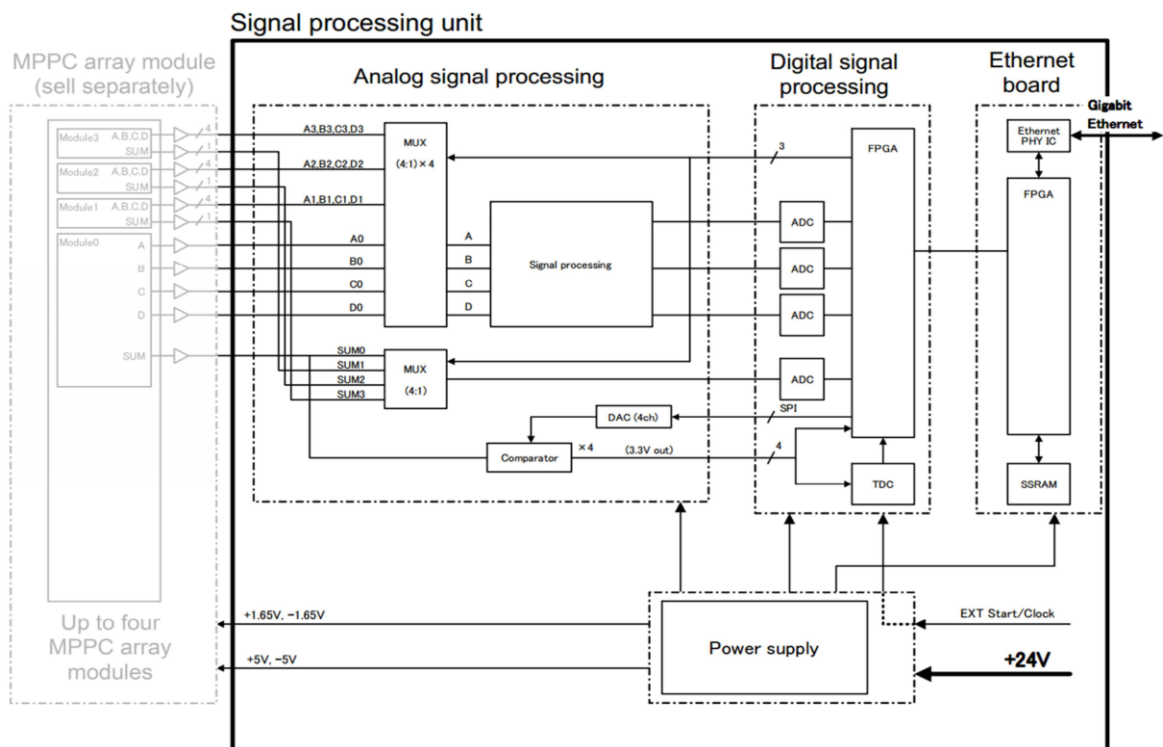 Signal processing unit
MPPC array module
(sell separately)
Analog signal processing
Digital signal
processing
Ethernet
board
Gigabit
Ethernet
Module3
A,B,C,D
4
SUM
1
Module2
A,B,C,D
4
SUM
1
Module1
A,B,C,D
4
SUM
1
Module0
A
B
C
D
SUM
A3,B3,C3,D3
A2,B2,C2,D2
A1,B1,C1,D1
A0
B0
C0
D0
MUX
(4:1)×4
A
B
C
D
Signal processing
SUM0
SUM1
SUM2
SUM3
MUX
(4:1)
DAC (4ch)
Comparator
×4
(3.3V out)
3
ADC
ADC
ADC
ADC
SPI
4
FPGA
TDC
Ethernet
PHY IC
FPGA
SSRAM
Up to four
MPPC array
modules
+1.65V, −1.65V
+5V, −5V
Power supply
EXT Start/Clock
+24V